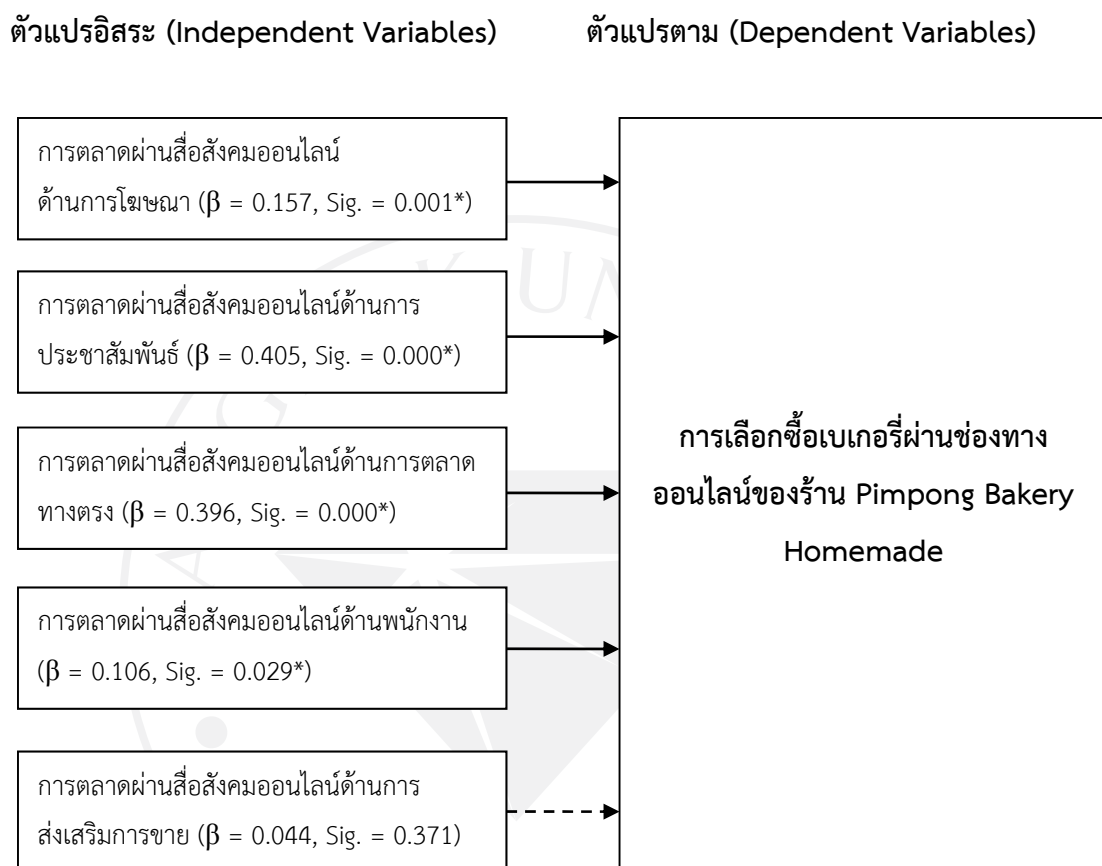 ตัวแปรอิสระ (Independent Variables)
ตัวแปรตาม (Dependent Variables)
การตลาดผ่านสื่อสังคมออนไลน์
ด้านการโฆษณา (β = 0.157, Sig. = 0.001*)
การตลาดผ่านสื่อสังคมออนไลน์ด้านการ
ประชาสัมพันธ์ (β = 0.405, Sig. = 0.000*)
การตลาดผ่านสื่อสังคมออนไลน์ด้านการตลาด
ทางตรง (β = 0.396, Sig. = 0.000*)
การตลาดผ่านสื่อสังคมออนไลน์ด้านพนักงาน
(β = 0.106, Sig. = 0.029*)
การตลาดผ่านสื่อสังคมออนไลน์ด้านการ
ส่งเสริมการขาย (β = 0.044, Sig. = 0.371)
การเลือกซื้อเบเกอรี่ผ่านช่องทาง
ออนไลน์ของร้าน Pimpong Bakery
Homemade